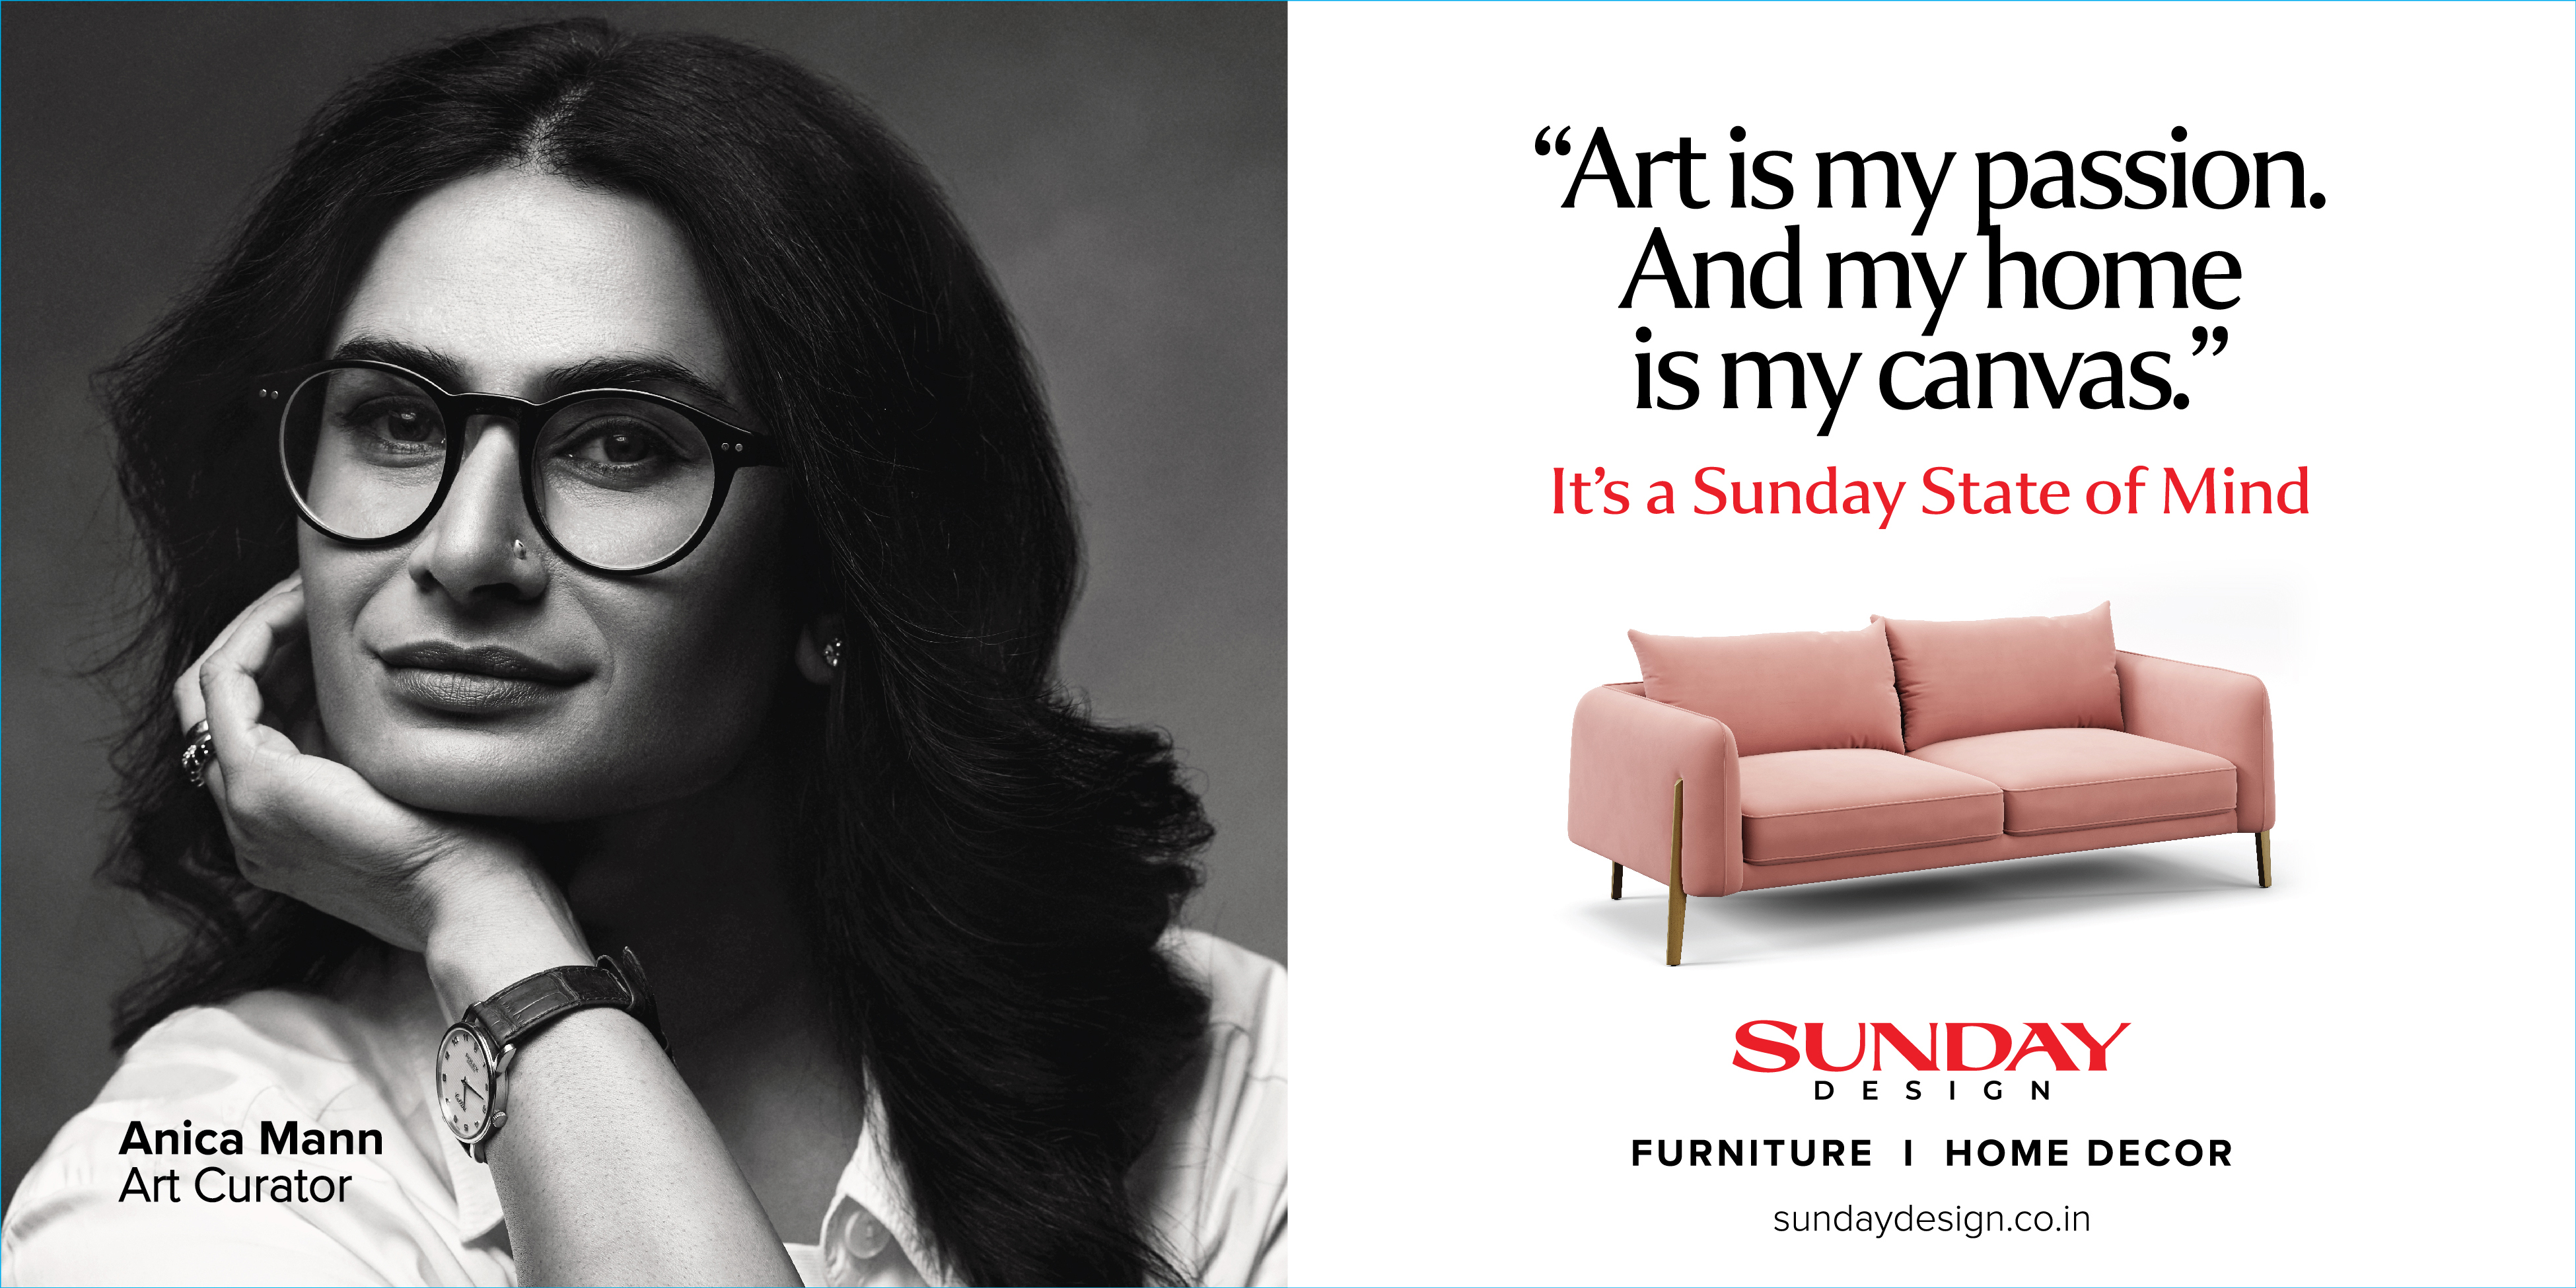 Anica Mann
Art Curator
“Art is my passion.
And my home
is my canvas.”
It’s a Sunday State of Mind
SUNDAY
DESIGN
FURNITURE I HOME DECOR
sundaydesign.co.in